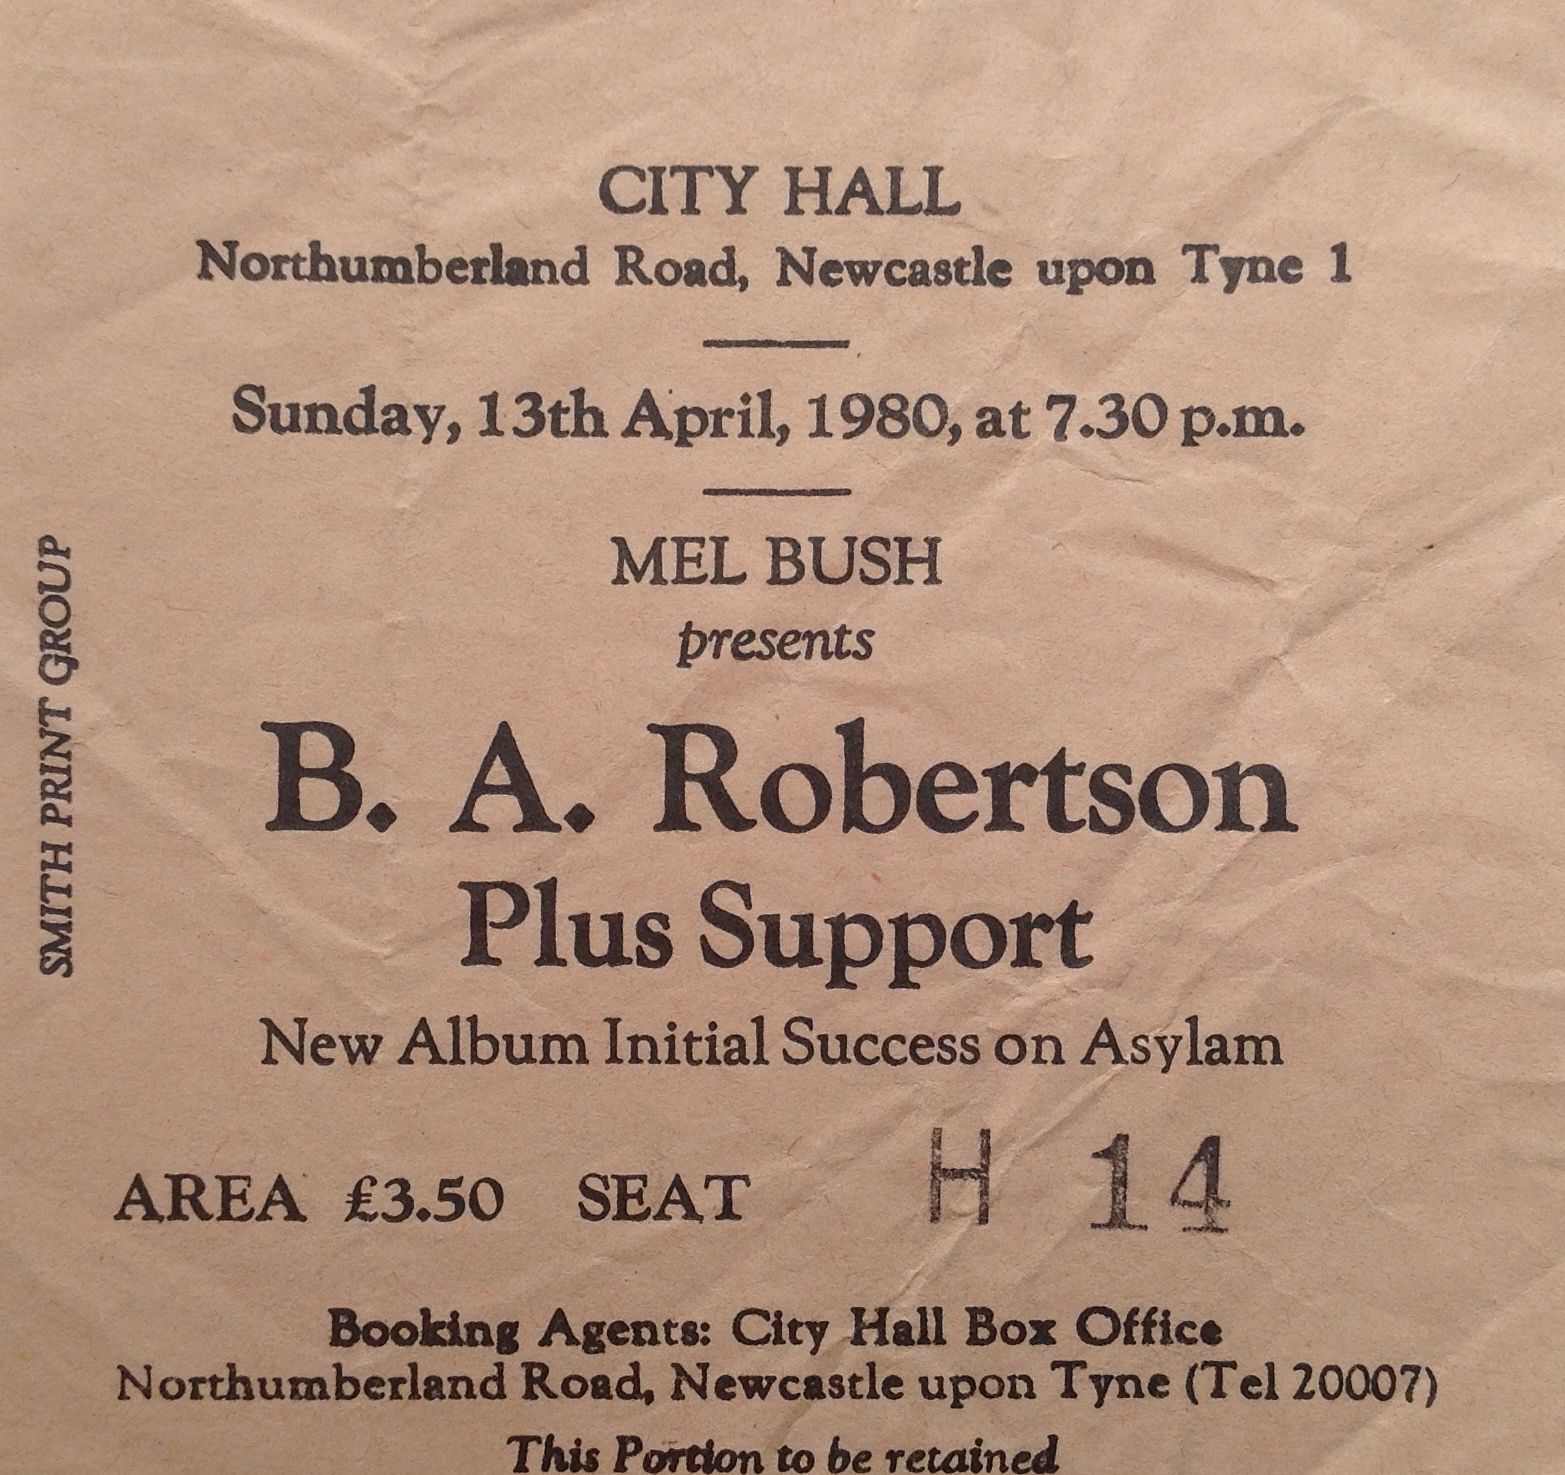 CITY HALL
Northumberland Road, Newcastle upon Tyne 1
Sunday, 13th April, 1980, at 7.30 p.m.
MEL BUSH
presents
B. A. Robertson
Plus Support
New Album Initial Success on Asylam
AREA £3.50 SEAT H 14
Booking Agents: City Hall Box Office
Northumberland Road, Newcastle upon Tyne (Tel 20007)
This Portion to be retained
SMITH PRINT GROUP